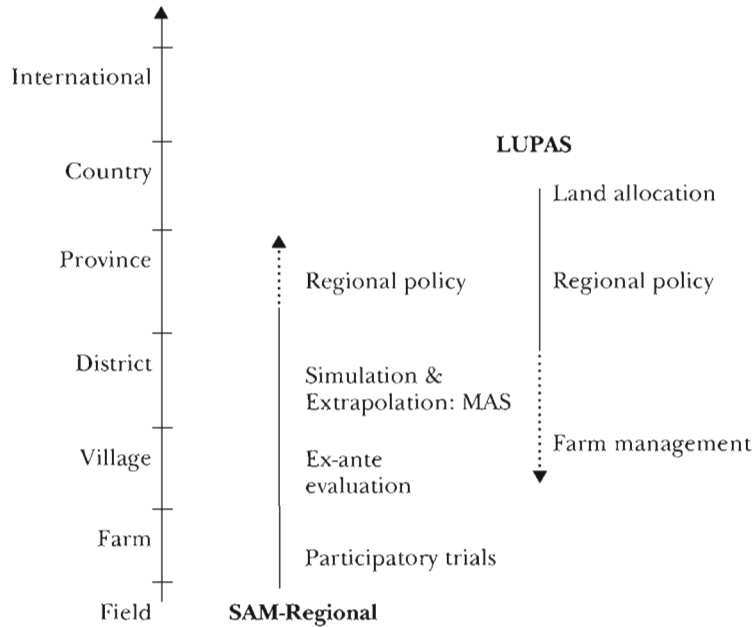 International
Country
Province
District
Village
Farm
Field
Regional policy
Simulation &
Extrapolation: MAS
Ex-ante
evaluation
Participatory trials
SAM-Regional
LUPAS
Land allocation
Regional policy
Farm management